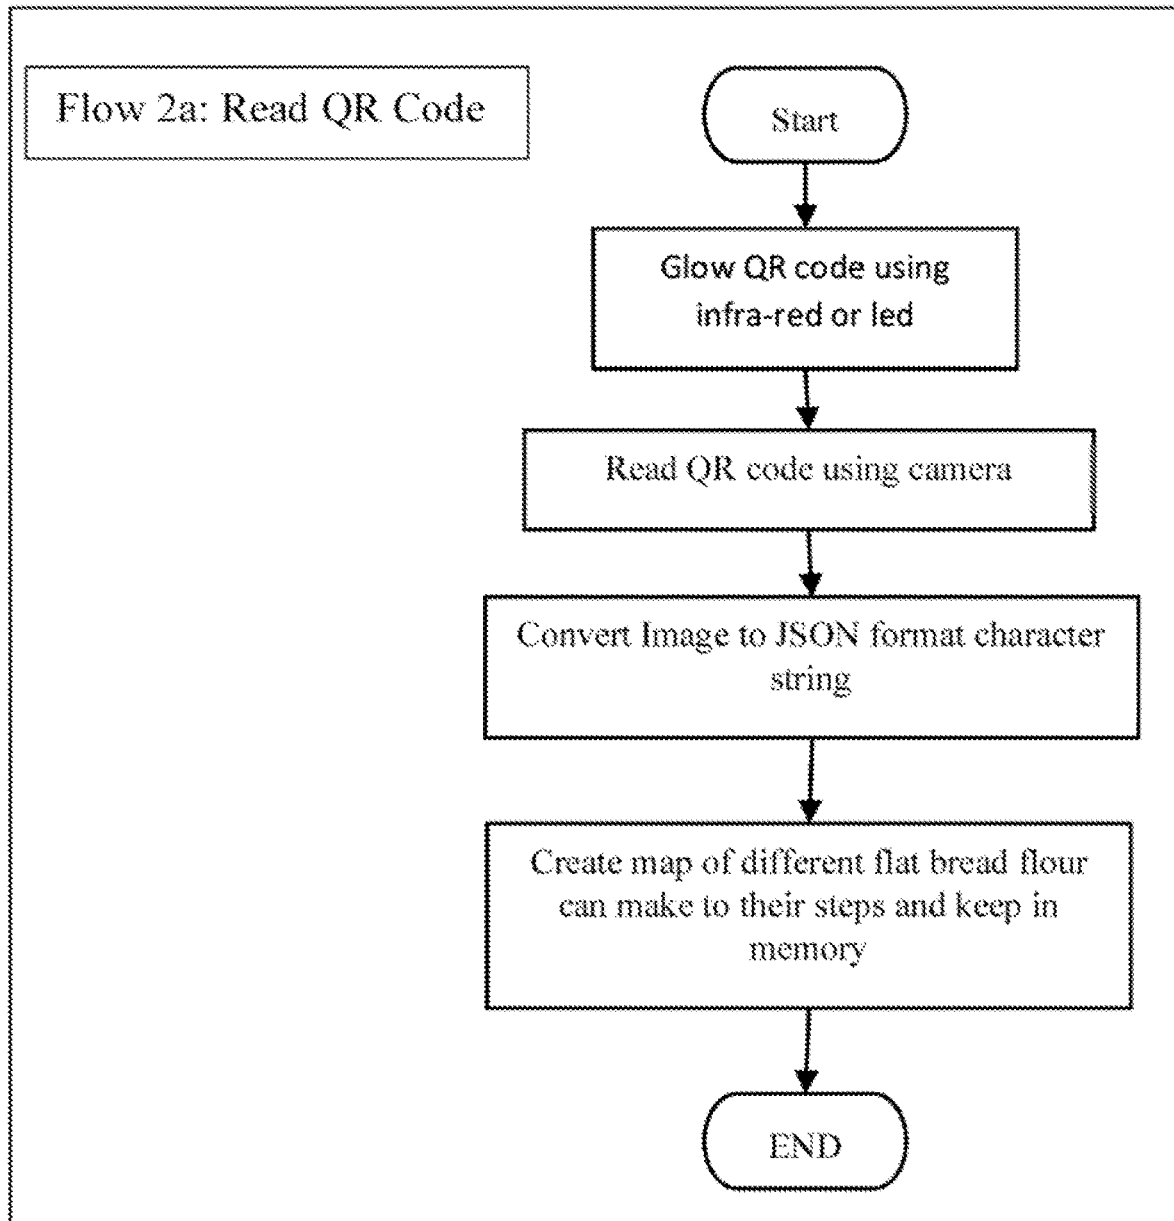 Flow 2a: Read QR Code
Start
Glow QR code using
infra-red or led
Read QR code using camera
Convert Image to JSON format character
string
Create map of different flat bread flour
can make to their steps and keep in
memory
END